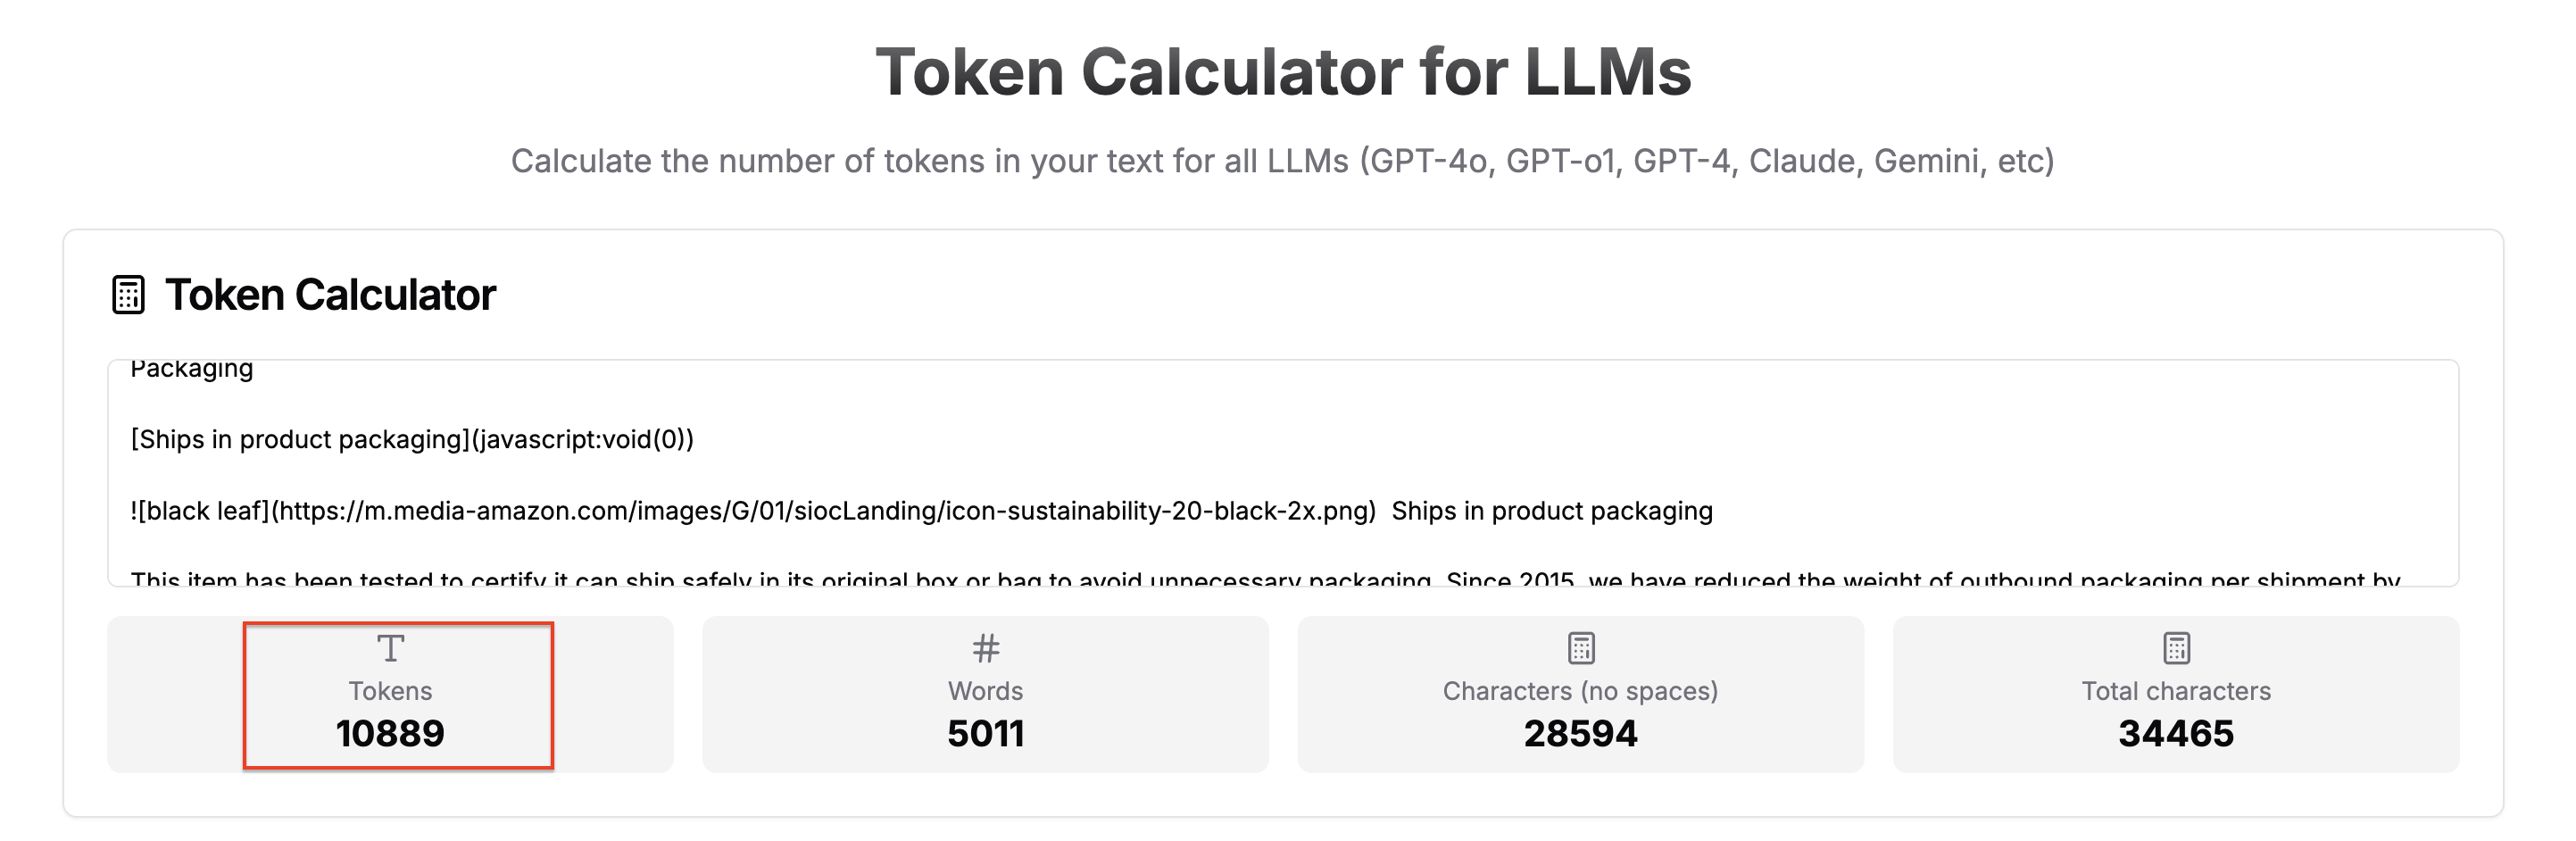 Token Calculator for LLMs
Calculate the number of tokens in your text for all LLMs (GPT-4o, GPT-o1, GPT-4, Claude, Gemini, etc)
Token Calculator
Packaging
[Ships in product packaging](javascript:void(0))
![black leaf](https://m.media-amazon.com/images/G/01/siocLanding/icon-sustainability-20-black-2x.png)  Ships in product packaging
This item has been tested to certify it can ship safely in its original box or bag to avoid unnecessary packaging. Since 2015, we have reduced the weight of outbound packaging per shipment by
Tokens
10889
# Words
5011
Characters (no spaces)
28594
Total characters
34465